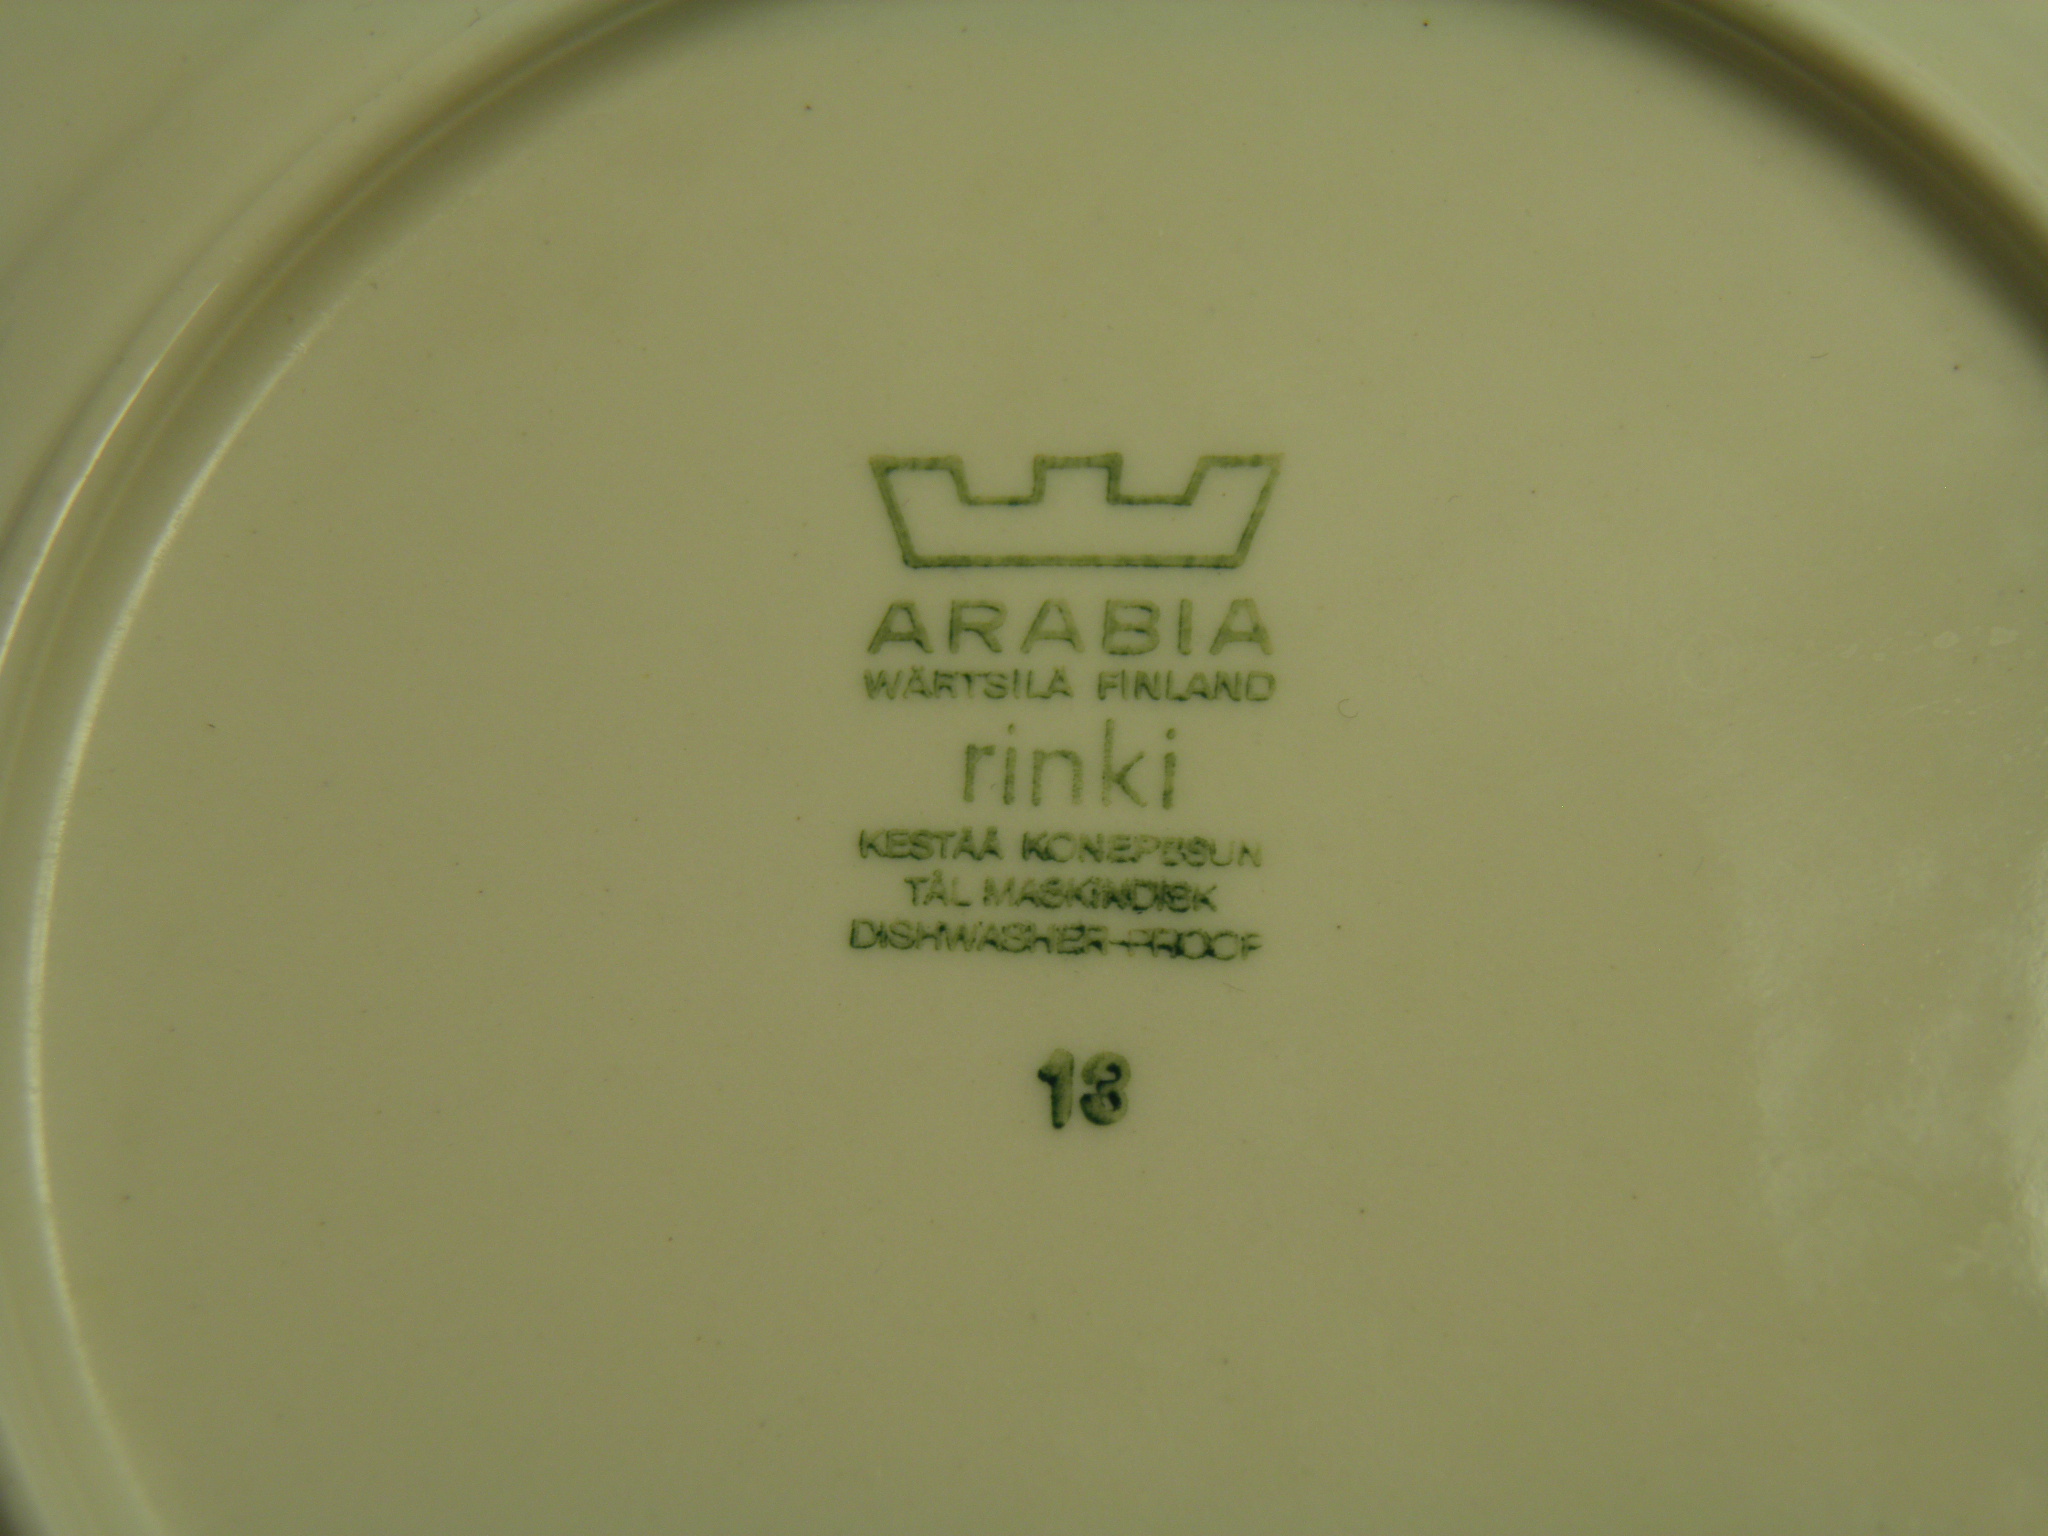 ARABIA
WÄRTSILÄ FINLAND
rinki
KESTÄÄ KONEPESUN
TÅL MASKINDISK
DISHWASHER-PROOF
13